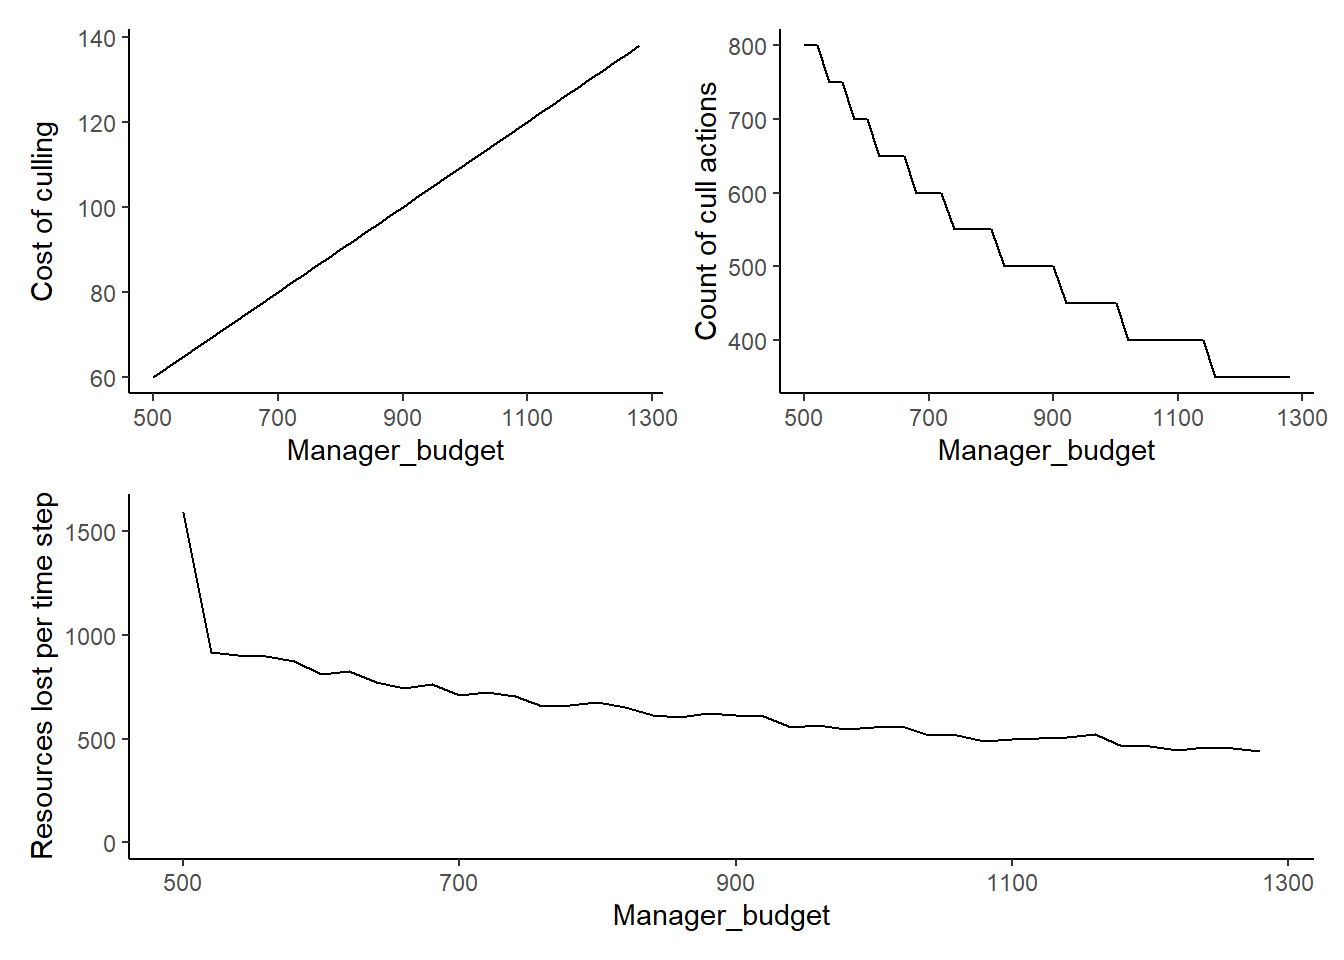 Cost of culling
140
120
100
80
60
500 700 900 1100 1300
Manager_budget
Count of cull actions
800
700
600
500
400
500 700 900 1100 1300
Manager_budget
Resources lost per time step
1500
1000
500
0
500 700 900 1100 1300
Manager_budget